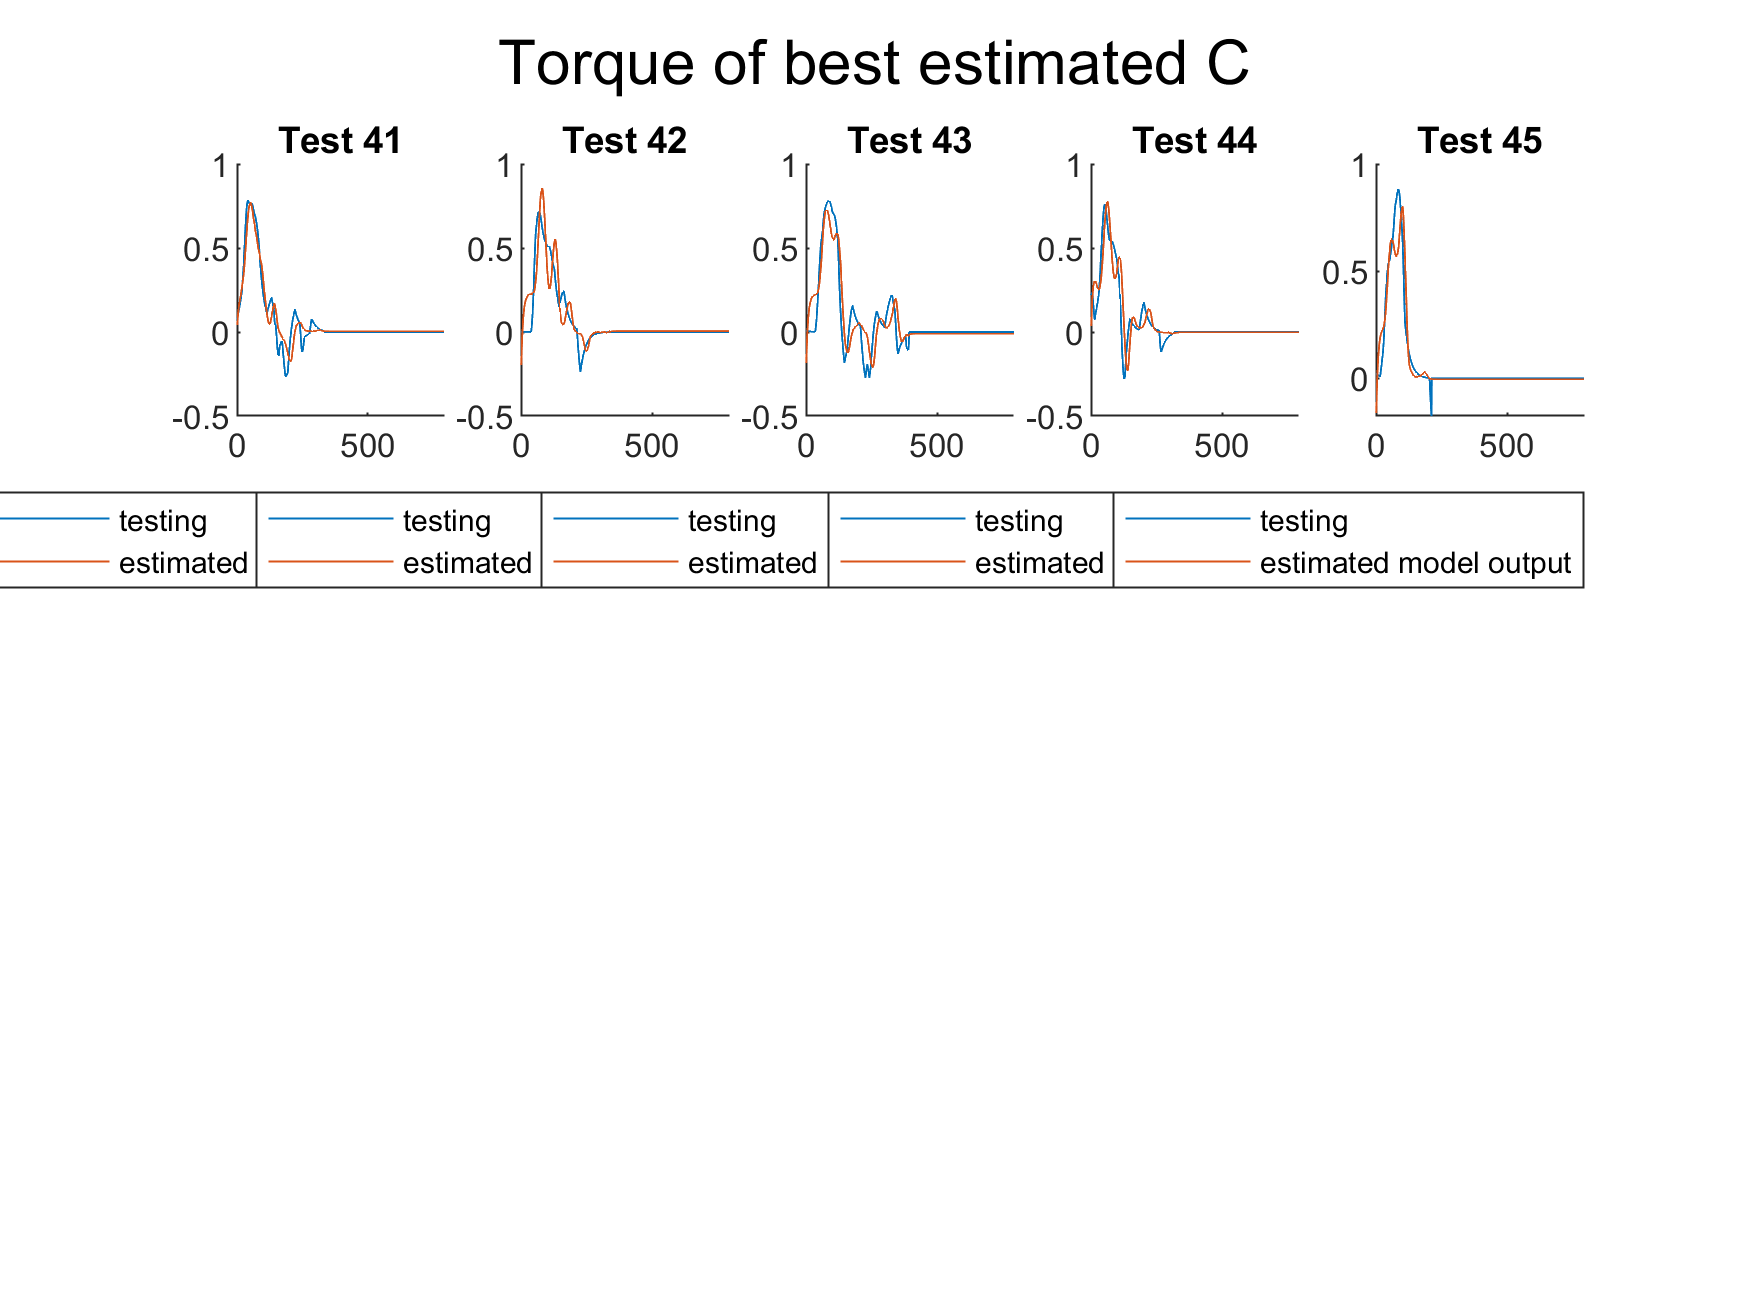 Torque of best estimated C
Test 41 Test 42 Test 43 Test 44 Test 45
1 1 1 1 1
0.5 0.5 0.5 0.5 0.5
0 0 0 0 0
-0.5 -0.5 -0.5 -0.5
0 500 0 500 0 500 0 500 0 500
testing testing testing testing testing
estimated estimated estimated estimated estimated model output